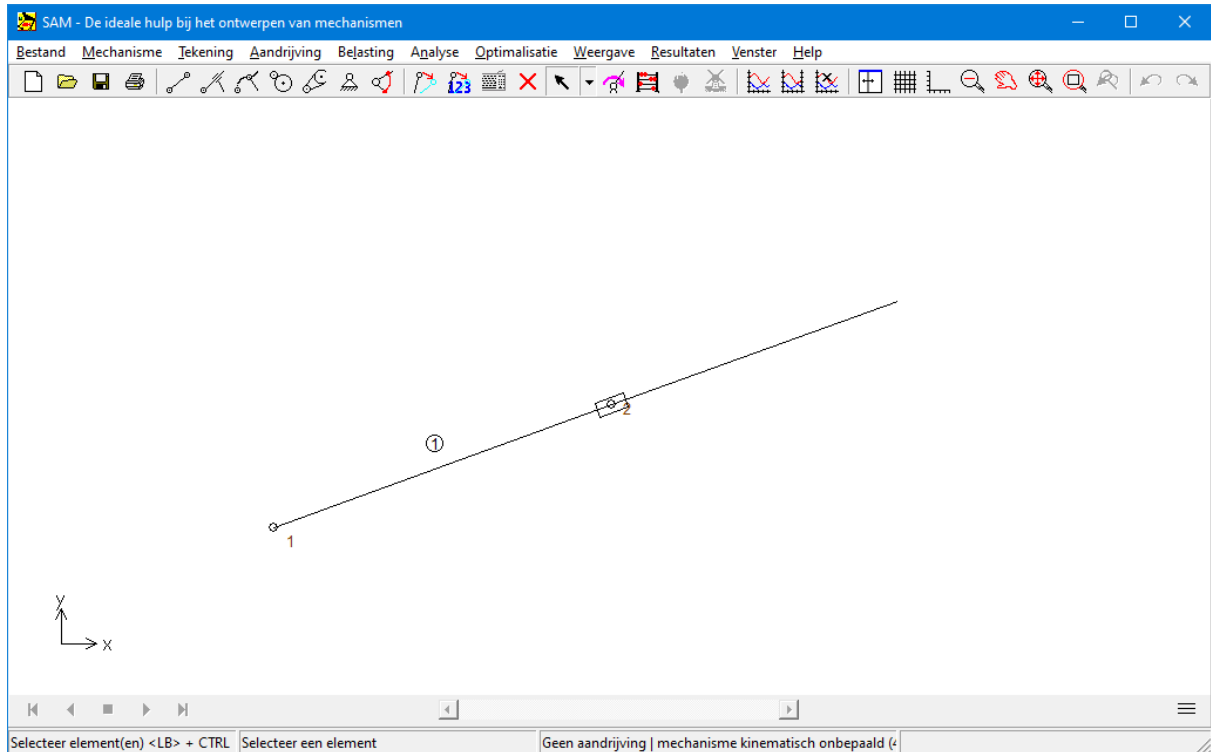 SAM - De ideale hulp bij het ontwerpen van mechanismen
Bestand Mechanisme Tekening Aandrijving Belasting Analyse Optimalisatie Weergave Resultaten Venster Help
123
2
1
1
y
x
Selecteer element(en) <LB> + CTRL Selecteer een element Geen aandrijving | mechanisme kinematisch onbepaald (